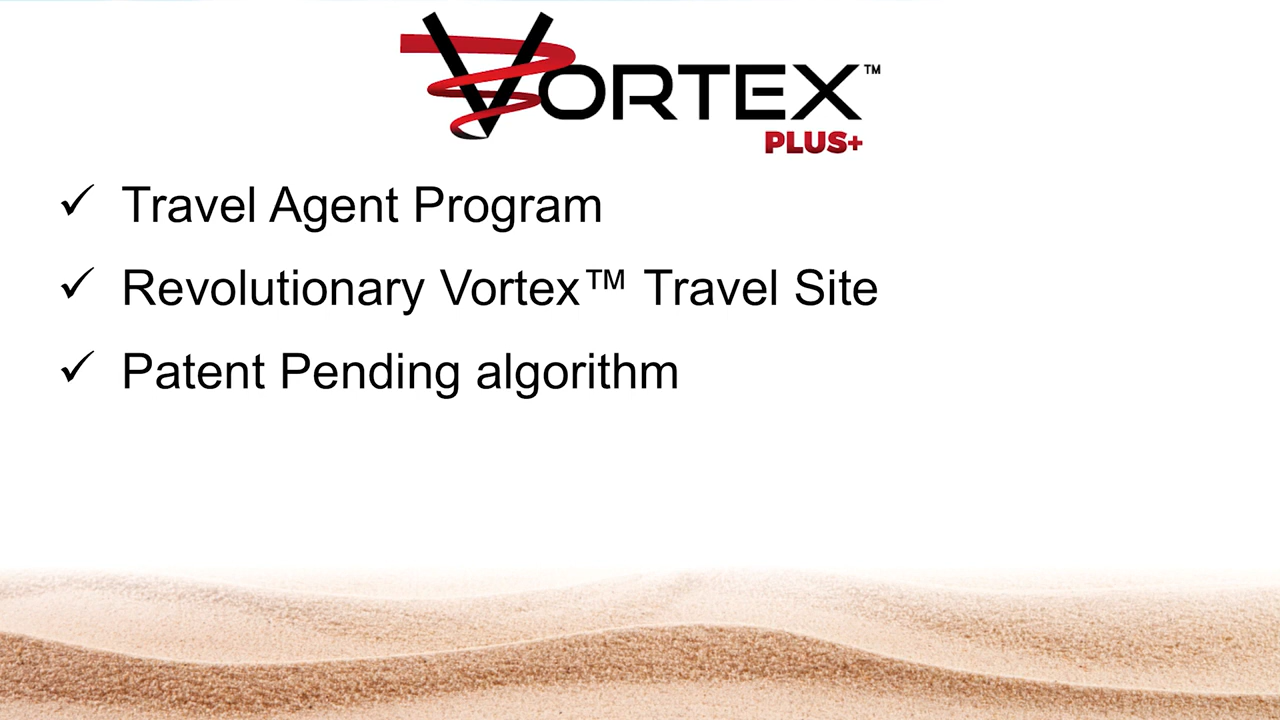 VORTEX™
PLUS+
✓ Travel Agent Program
✓ Revolutionary Vortex™ Travel Site
✓ Patent Pending algorithm